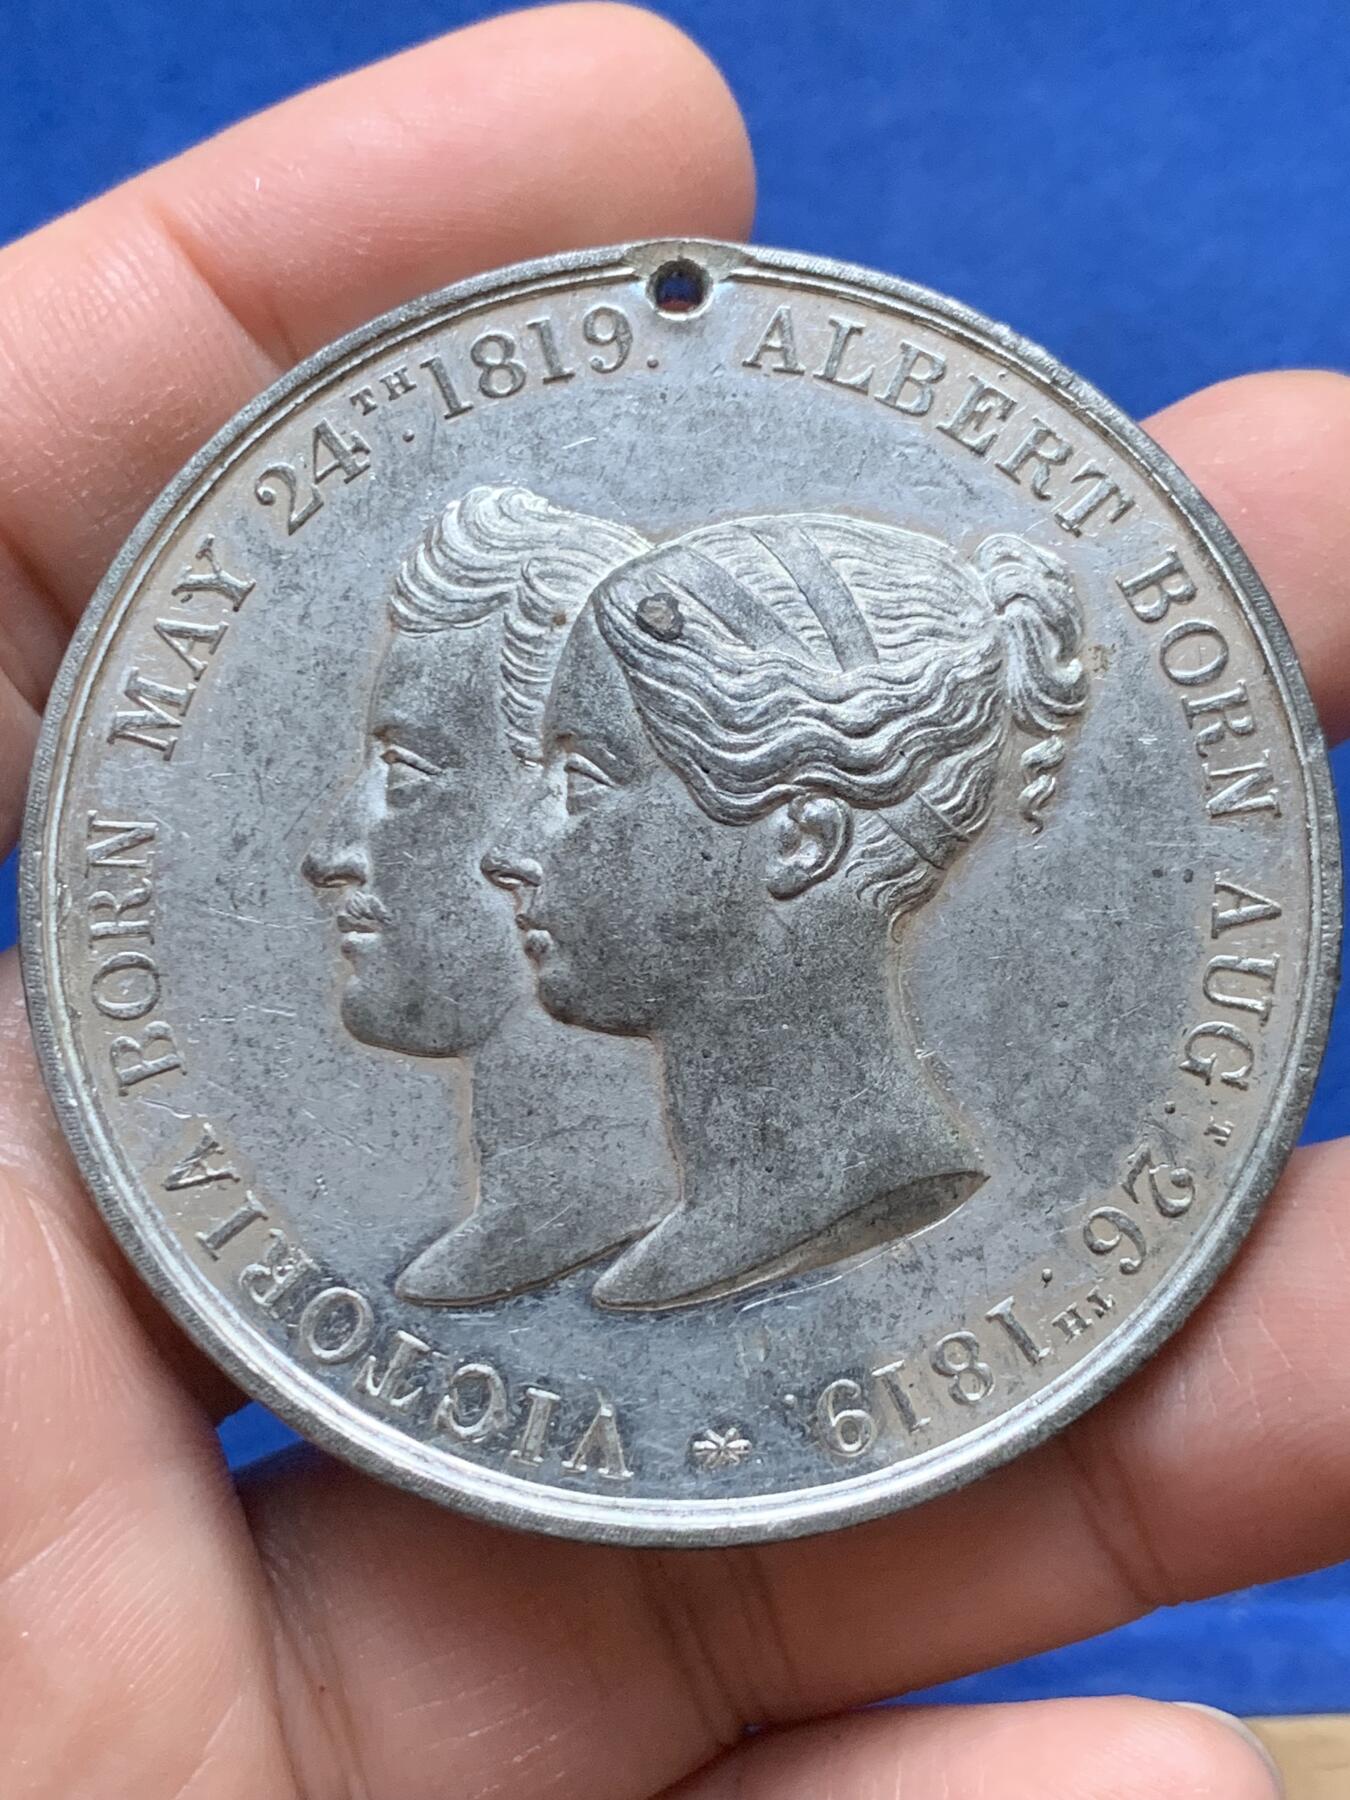 VICTORIA BORN MAY 24TH. 1819. ALBERT BORN AUG.T 26TH. 1819. *